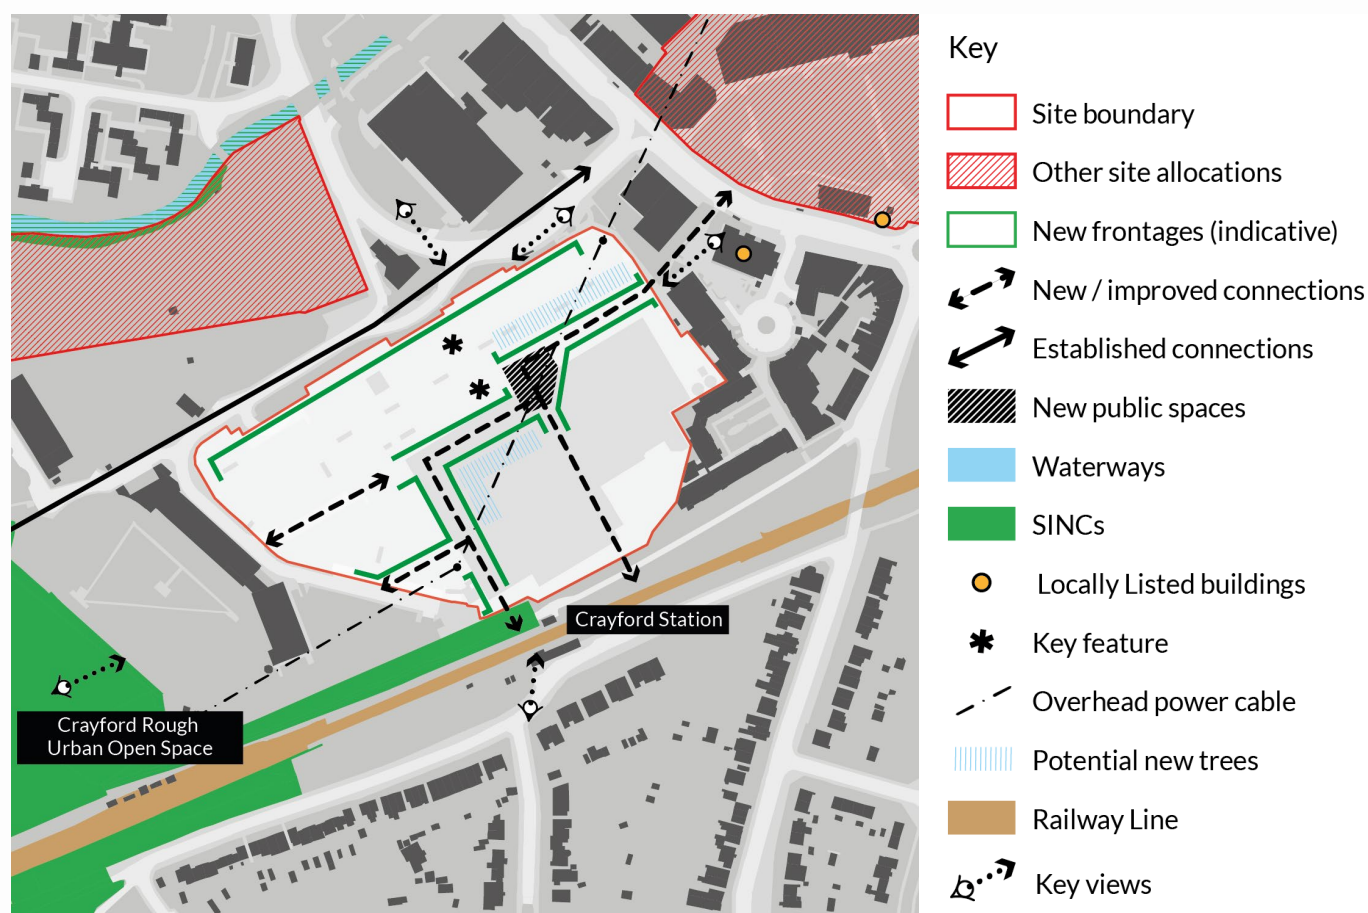 Key
Site boundary
Other site allocations
New frontages (indicative)
New / improved connections
Established connections
New public spaces
Waterways
SINCs
Locally Listed buildings
Key feature
Overhead power cable
Potential new trees
Railway Line
Key views
Crayford Station
Crayford Rough
Urban Open Space